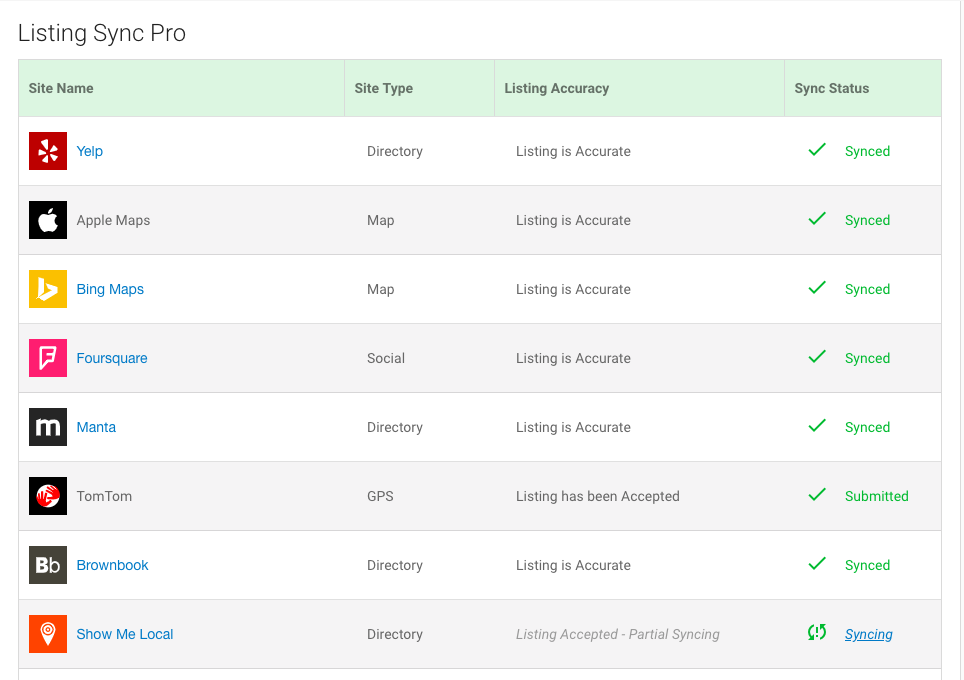 Listing Sync Pro
Site Name Site Type Listing Accuracy Sync Status
Yelp Directory Listing is Accurate Synced
Apple Maps Map Listing is Accurate Synced
Bing Maps Map Listing is Accurate Synced
Foursquare Social Listing is Accurate Synced
m Manta Directory Listing is Accurate Synced
TomTom GPS Listing has been Accepted Submitted
Bb Brownbook Directory Listing is Accurate Synced
Show Me Local Directory Listing Accepted - Partial Syncing Syncing